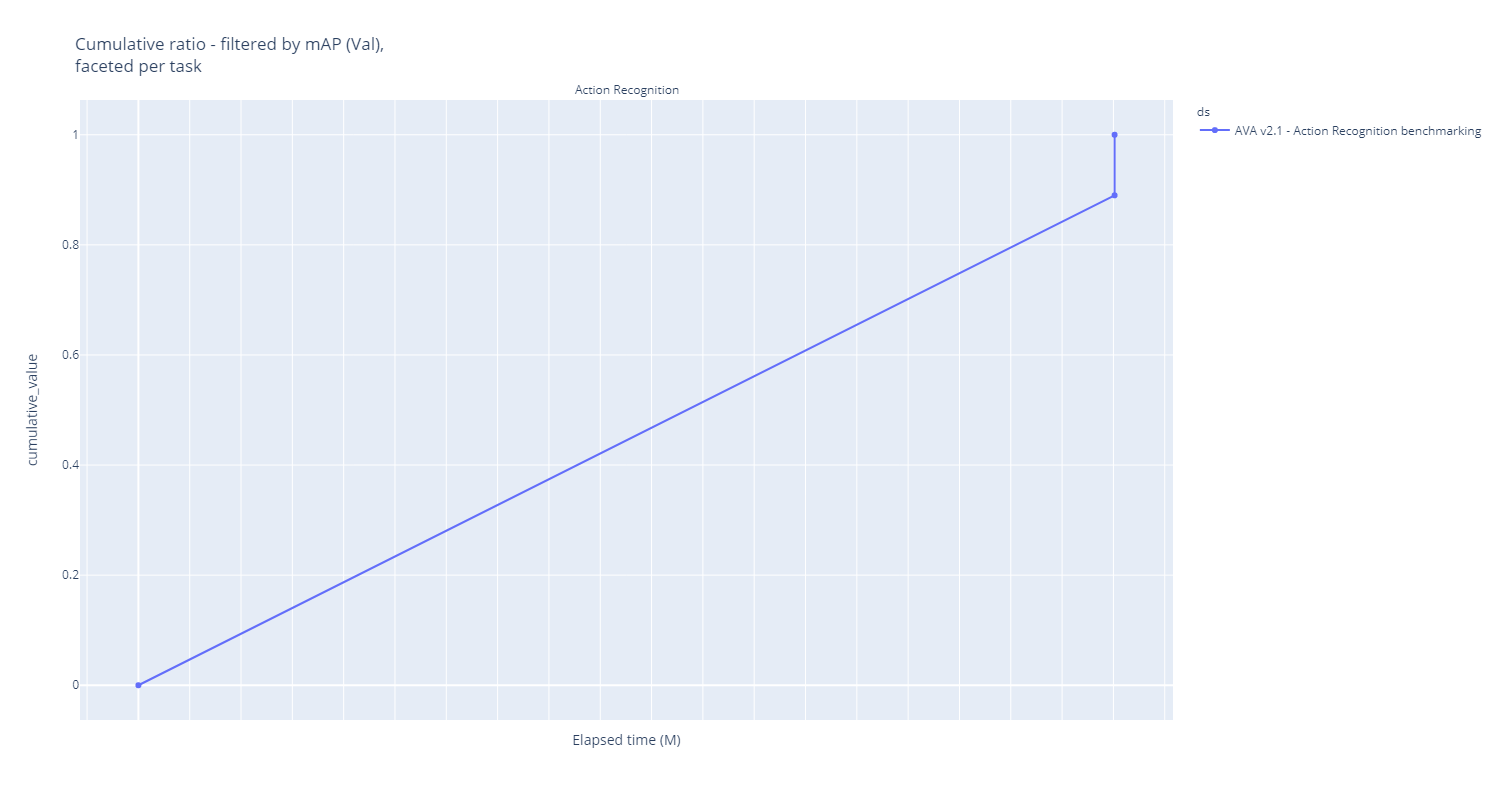 Cumulative ratio - filtered by mAP (Val),
faceted per task
Action Recognition
ds
AVA v2.1 - Action Recognition benchmarking
1
0.8
0.6
0.4
0.2
0
cumulative_value
Elapsed time (M)